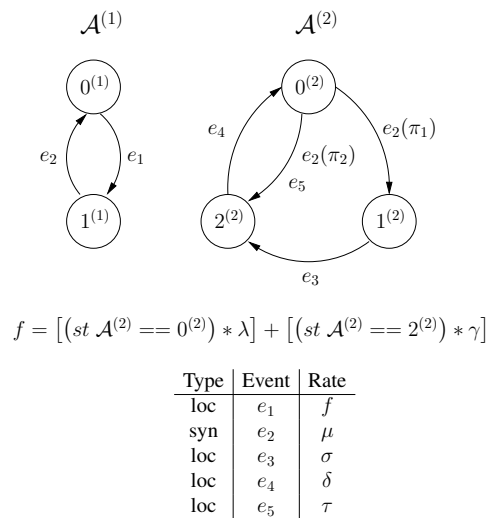 𝒜⁽¹⁾ 𝒜⁽²⁾
0⁽¹⁾ 0⁽²⁾
e₂ e₁ e₄ e₂(π₂) e₂(π₁)
e₅
1⁽¹⁾ 2⁽²⁾ 1⁽²⁾
e₃
f = [(st 𝒜⁽²⁾ == 0⁽²⁾) * λ] + [(st 𝒜⁽²⁾ == 2⁽²⁾) * γ]
Type Event Rate
loc e₁ f
syn e₂ μ
loc e₃ σ
loc e₄ δ
loc e₅ τ